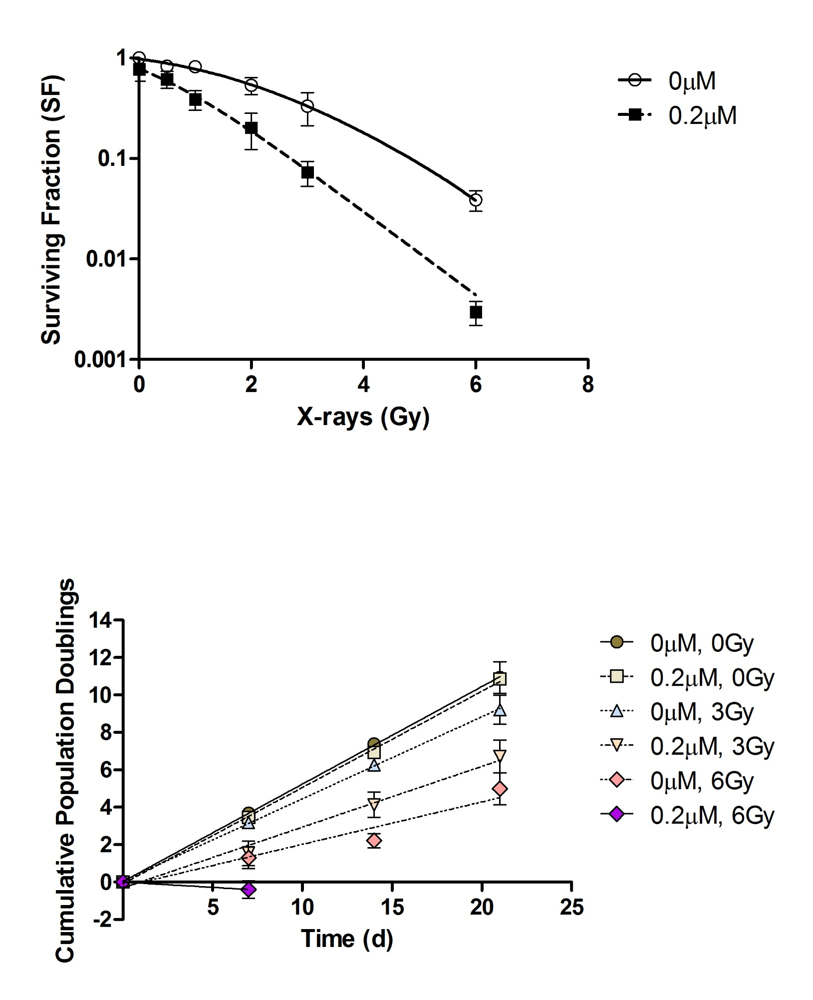 Surviving Fraction (SF)
1
0.1
0.01
0.001
0 2 4 6 8
X-rays (Gy)
0μM
0.2μM
Cumulative Population Doublings
14
12
10
8
6
4
2
0
-2
5 10 15 20 25
Time (d)
0μM, 0Gy
0.2μM, 0Gy
0μM, 3Gy
0.2μM, 3Gy
0μM, 6Gy
0.2μM, 6Gy